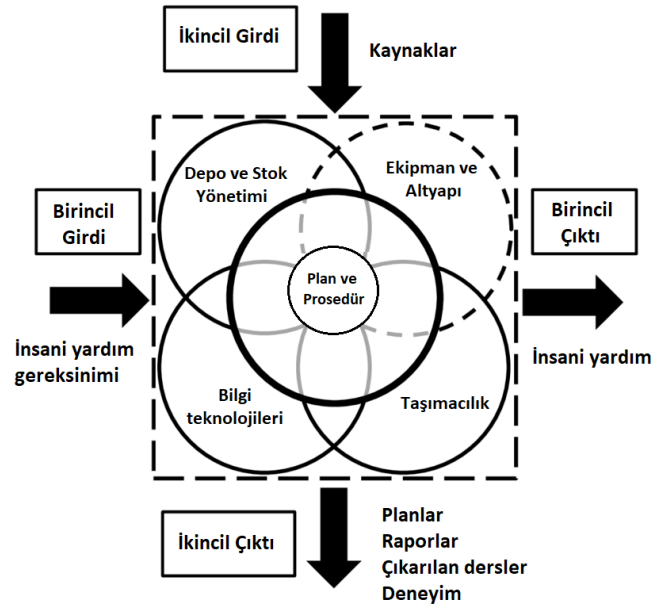 İkincil Girdi
Kaynaklar
Depo ve Stok
Yönetimi
Ekipman ve
Altyapı
Birincil
Girdi
Birincil
Çıktı
Plan ve
Prosedür
İnsani yardım
gereksinimi
İnsani yardım
Bilgi
teknolojileri
Taşımacılık
İkincil Çıktı
Planlar
Raporlar
Çıkarılan dersler
Deneyim